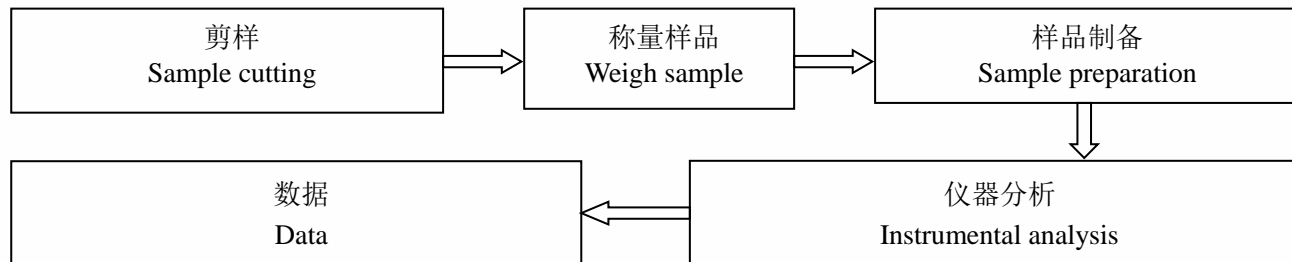 剪样
Sample cutting
称量样品
Weigh sample
样品制备
Sample preparation
仪器分析
Instrumental analysis
数据
Data